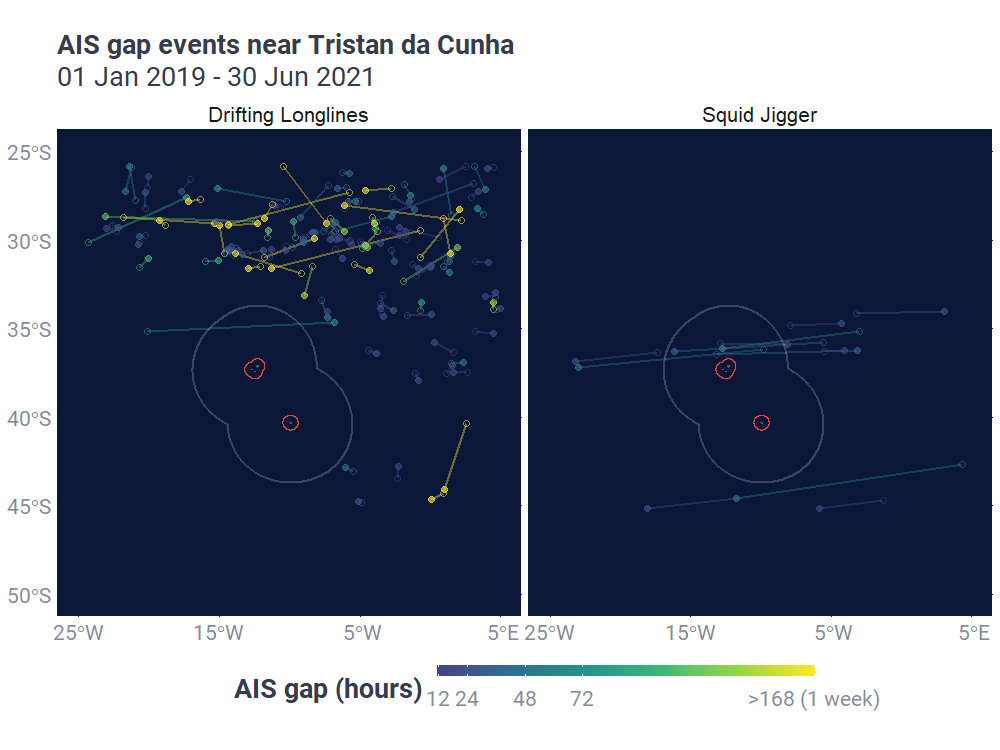 AIS gap events near Tristan da Cunha
01 Jan 2019 - 30 Jun 2021
Drifting Longlines
Squid Jigger
25°S
30°S
35°S
40°S
45°S
50°S
25°W 15°W 5°W 5°E 25°W 15°W 5°W 5°E
AIS gap (hours)
12 24 48 72 >168 (1 week)